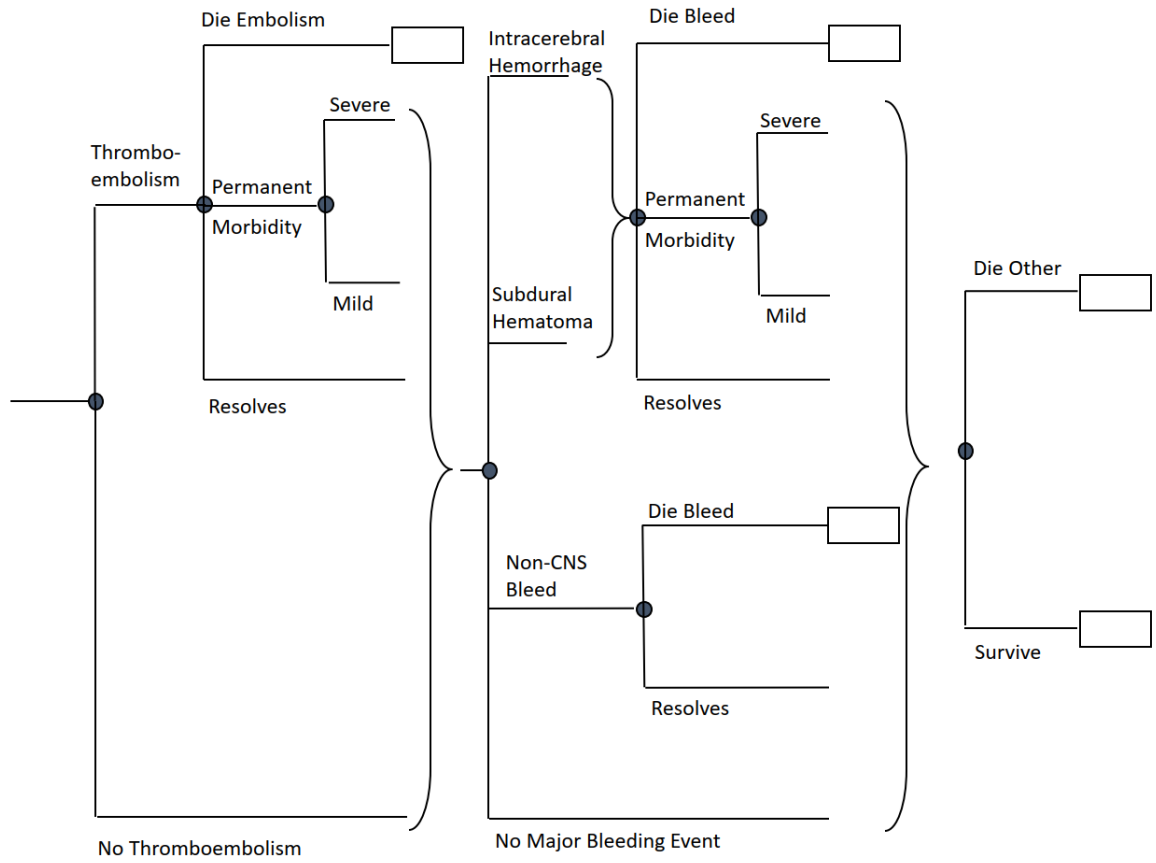 Die Embolism
Severe
Thrombo-
embolism
Permanent
Morbidity
Mild
Resolves
No Thromboembolism
Intracerebral
Hemorrhage
Subdural
Hematoma
Die Bleed
Severe
Permanent
Morbidity
Mild
Resolves
Non-CNS
Bleed
Die Bleed
Resolves
No Major Bleeding Event
Die Other
Survive